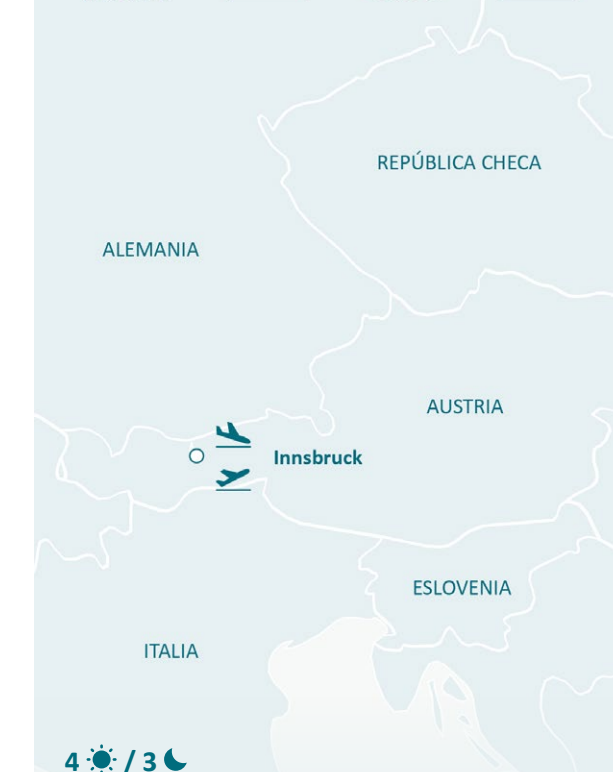 REPÚBLICA CHECA
ALEMANIA
AUSTRIA
Innsbruck
ESLOVENIA
ITALIA
4 / 3